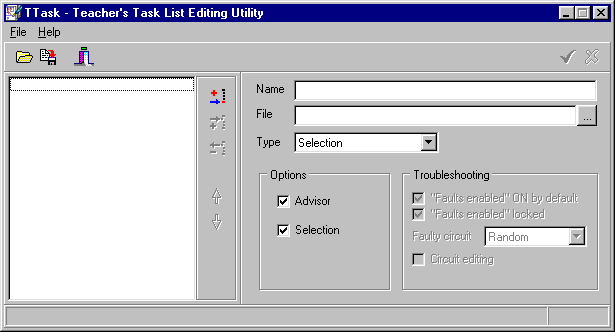 TTask - Teacher's Task List Editing Utility
File Help
Name
File
...
Type Selection
Options
Advisor
Selection
Troubleshooting
"Faults enabled" ON by default
"Faults enabled" locked
Faulty circuit Random
Circuit editing